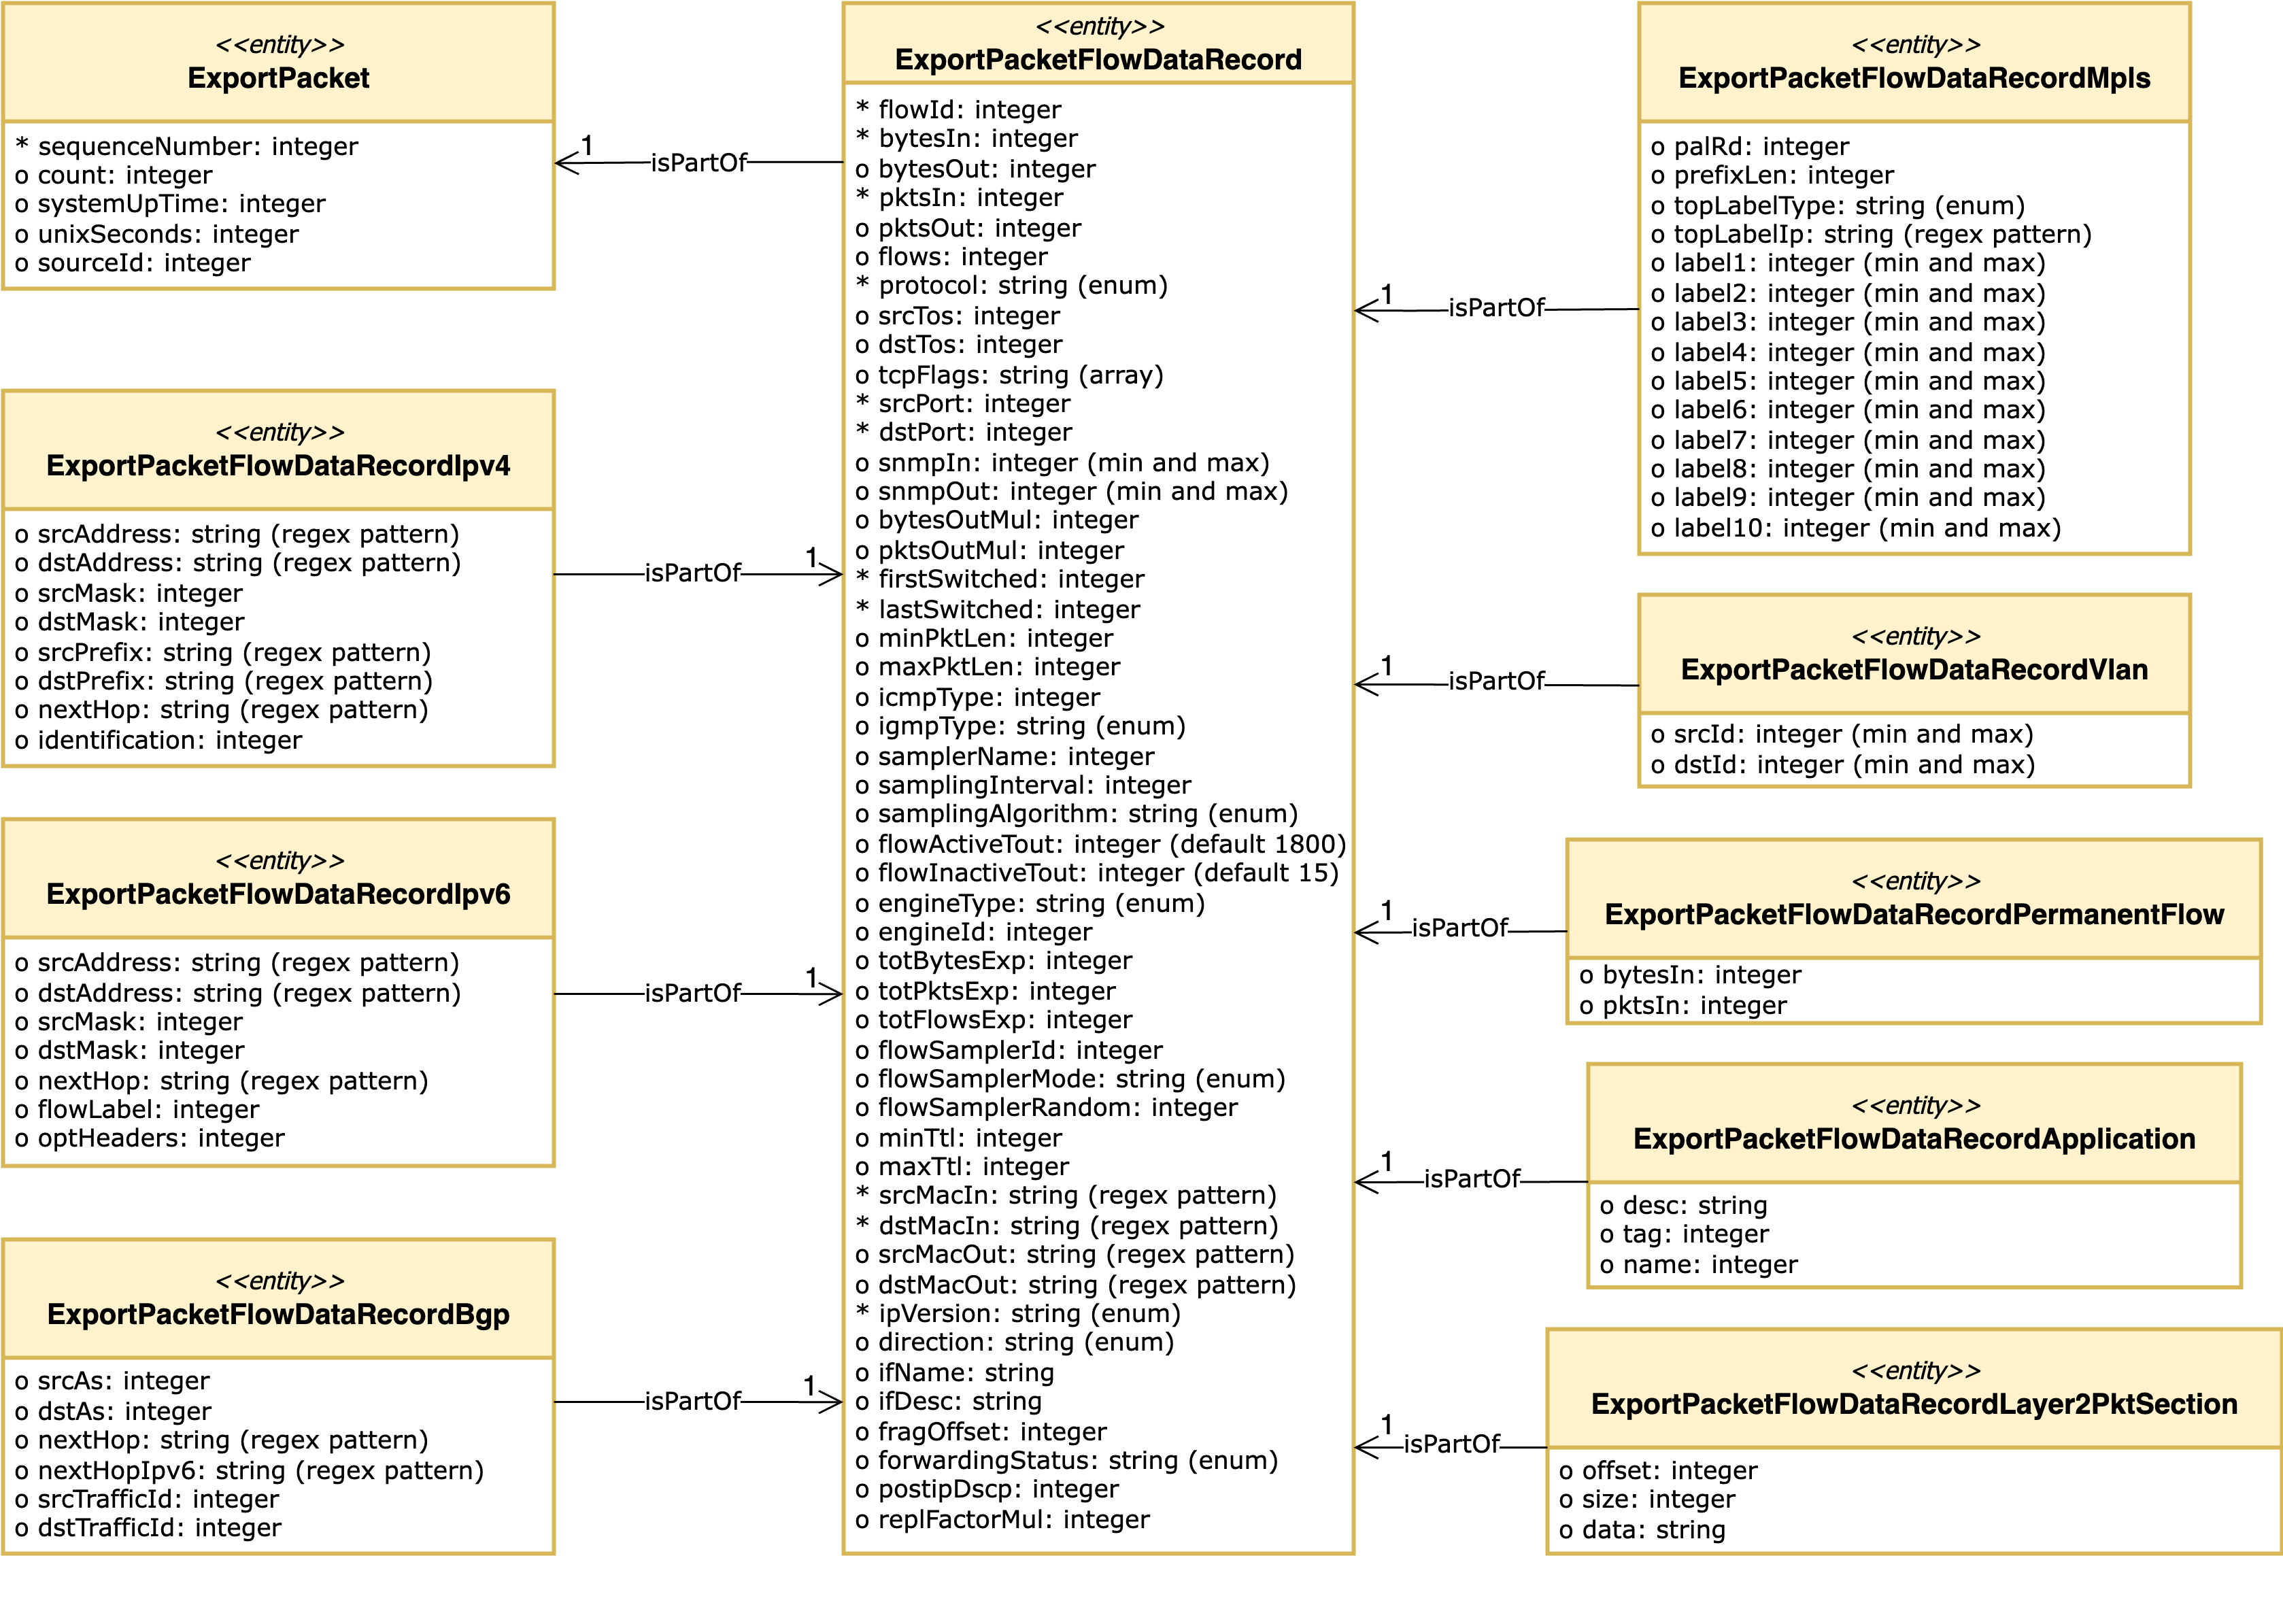 <<entity>>
ExportPacket
* sequenceNumber: integer
o count: integer
o systemUpTime: integer
o unixSeconds: integer
o sourceId: integer
1
isPartOf
<<entity>>
ExportPacketFlowDataRecordIpv4
o srcAddress: string (regex pattern)
o dstAddress: string (regex pattern)
o srcMask: integer
o dstMask: integer
o srcPrefix: string (regex pattern)
o dstPrefix: string (regex pattern)
o nextHop: string (regex pattern)
o identification: integer
isPartOf
1
<<entity>>
ExportPacketFlowDataRecordIpv6
o srcAddress: string (regex pattern)
o dstAddress: string (regex pattern)
o srcMask: integer
o dstMask: integer
o nextHop: string (regex pattern)
o flowLabel: integer
o optHeaders: integer
isPartOf
1
<<entity>>
ExportPacketFlowDataRecordBgp
o srcAs: integer
o dstAs: integer
o nextHop: string (regex pattern)
o nextHopIpv6: string (regex pattern)
o srcTrafficId: integer
o dstTrafficId: integer
isPartOf
1
<<entity>>
ExportPacketFlowDataRecord
* flowId: integer
* bytesIn: integer
o bytesOut: integer
* pktsIn: integer
o pktsOut: integer
o flows: integer
* protocol: string (enum)
o srcTos: integer
o dstTos: integer
o tcpFlags: string (array)
* srcPort: integer
* dstPort: integer
o snmpIn: integer (min and max)
o snmpOut: integer (min and max)
o bytesOutMul: integer
o pktsOutMul: integer
* firstSwitched: integer
* lastSwitched: integer
o minPktLen: integer
o maxPktLen: integer
o icmpType: integer
o igmpType: string (enum)
o samplerName: integer
o samplingInterval: integer
o samplingAlgorithm: string (enum)
o flowActiveTout: integer (default 1800)
o flowInactiveTout: integer (default 15)
o engineType: string (enum)
o engineId: integer
o totBytesExp: integer
o totPktsExp: integer
o totFlowsExp: integer
o flowSamplerId: integer
o flowSamplerMode: string (enum)
o flowSamplerRandom: integer
o minTtl: integer
o maxTtl: integer
* srcMacIn: string (regex pattern)
* dstMacIn: string (regex pattern)
o srcMacOut: string (regex pattern)
o dstMacOut: string (regex pattern)
* ipVersion: string (enum)
o direction: string (enum)
o ifName: string
o ifDesc: string
o fragOffset: integer
o forwardingStatus: string (enum)
o postipDscp: integer
o replFactorMul: integer
<<entity>>
ExportPacketFlowDataRecordMpls
o palRd: integer
o prefixLen: integer
o topLabelType: string (enum)
o topLabelIp: string (regex pattern)
o label1: integer (min and max)
o label2: integer (min and max)
o label3: integer (min and max)
o label4: integer (min and max)
o label5: integer (min and max)
o label6: integer (min and max)
o label7: integer (min and max)
o label8: integer (min and max)
o label9: integer (min and max)
o label10: integer (min and max)
1
isPartOf
<<entity>>
ExportPacketFlowDataRecordVlan
o srcId: integer (min and max)
o dstId: integer (min and max)
1
isPartOf
<<entity>>
ExportPacketFlowDataRecordPermanentFlow
o bytesIn: integer
o pktsIn: integer
1
isPartOf
<<entity>>
ExportPacketFlowDataRecordApplication
o desc: string
o tag: integer
o name: integer
1
isPartOf
<<entity>>
ExportPacketFlowDataRecordLayer2PktSection
o offset: integer
o size: integer
o data: string
1
isPartOf